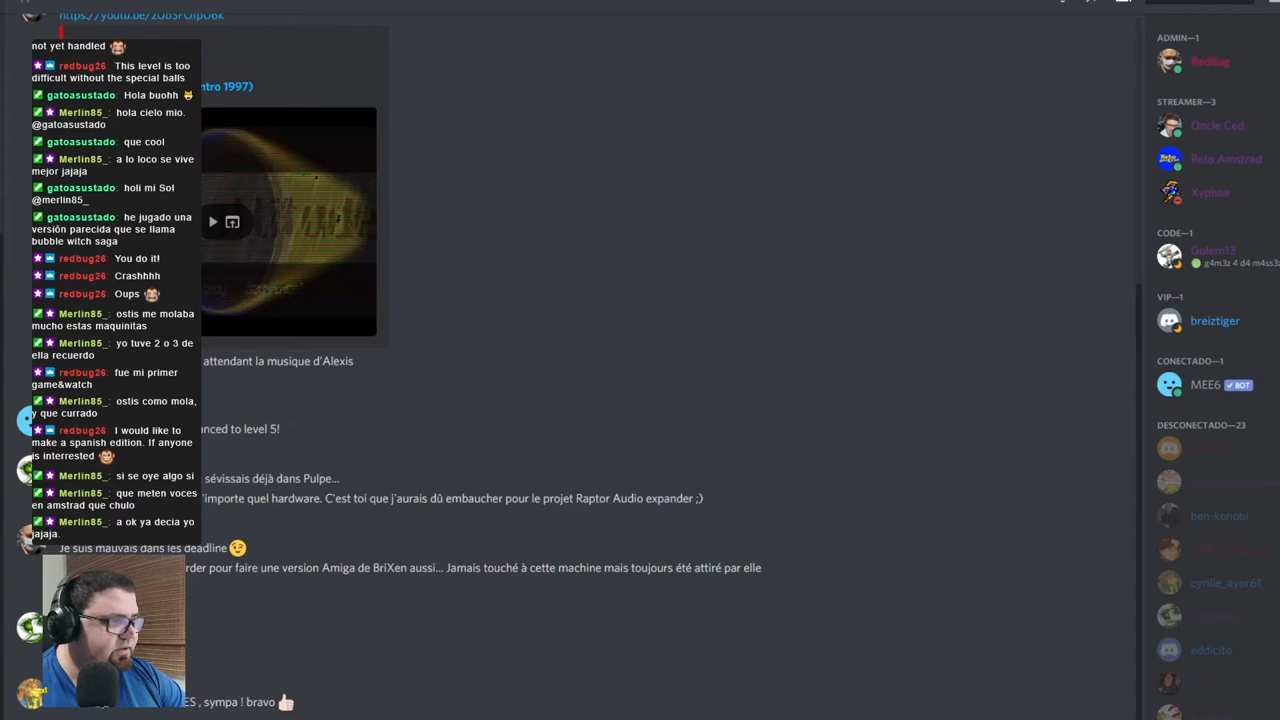 https://youtu.be/zUbSFOfpU6k
ntro 1997)
attendant la musique d'Alexis
anced to level 5!
sévissais déjà dans Pulpe...
'importe quel hardware. C'est toi que j'aurais dû embaucher pour le projet Raptor Audio expander ;)
Je suis mauvais dans les deadline
rder pour faire une version Amiga de BriXen aussi... Jamais touché à cette machine mais toujours été attiré par elle
ES , sympa ! bravo
not yet handled
redbug26: This level is too
difficult without the special balls
gatoasustado: Hola buohh
Merlin85_: hola cielo mio.
@gatoasustado
gatoasustado: que cool
Merlin85_: a lo loco se vive
mejor jajaja
gatoasustado: holi mi Sol
@merlin85_
gatoasustado: he jugado una
versión parecida que se llama
bubble witch saga
redbug26: You do it!
redbug26: Crashhhh
redbug26: Oups
Merlin85_: ostis me molaba
mucho estas maquinitas
Merlin85_: yo tuve 2 o 3 de
ella recuerdo
redbug26: fue mi primer
game&watch
Merlin85_: ostis como mola,
y que currado
redbug26: I would like to
make a spanish edition. If anyone
is interrested
Merlin85_: si se oye algo si
Merlin85_: que meten voces
en amstrad que chulo
Merlin85_: a ok ya decia yo
jajaja.
ADMIN—1
RedBug
STREAMER—3
Oncle Ced
Reto Amstrad
Xyphoe
CODE—1
Golem13
g4m3z 4 d4 m4ss3
VIP—1
breiztiger
CONECTADO—1
MEE6 BOT
DESCONECTADO—23
ben-kenobi
cyrille_ayor61
eddicito